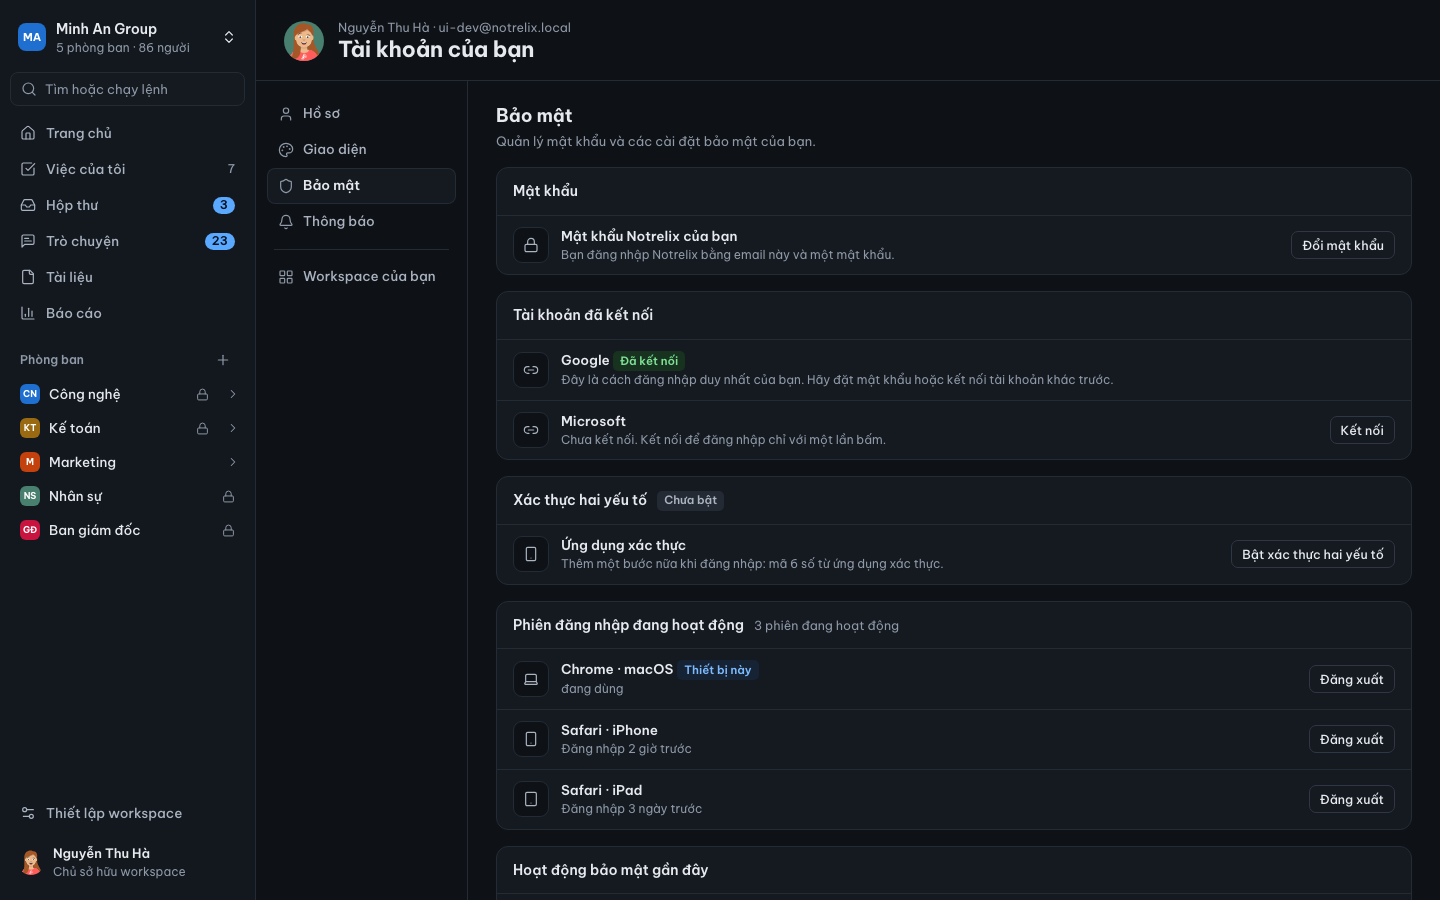 MA
Minh An Group
5 phòng ban · 86 người
Tìm hoặc chạy lệnh
Trang chủ
Việc của tôi 7
Hộp thư 3
Trò chuyện 23
Tài liệu
Báo cáo
Phòng ban
CN Công nghệ
KT Kế toán
M Marketing
NS Nhân sự
GĐ Ban giám đốc
Thiết lập workspace
Nguyễn Thu Hà
Chủ sở hữu workspace
Nguyễn Thu Hà · ui-dev@notrelix.local
Tài khoản của bạn
Hồ sơ
Giao diện
Bảo mật
Thông báo
Workspace của bạn
Bảo mật
Quản lý mật khẩu và các cài đặt bảo mật của bạn.
Mật khẩu
Mật khẩu Notrelix của bạn
Bạn đăng nhập Notrelix bằng email này và một mật khẩu.
Đổi mật khẩu
Tài khoản đã kết nối
Google Đã kết nối
Đây là cách đăng nhập duy nhất của bạn. Hãy đặt mật khẩu hoặc kết nối tài khoản khác trước.
Microsoft
Chưa kết nối. Kết nối để đăng nhập chỉ với một lần bấm.
Kết nối
Xác thực hai yếu tố Chưa bật
Ứng dụng xác thực
Thêm một bước nữa khi đăng nhập: mã 6 số từ ứng dụng xác thực.
Bật xác thực hai yếu tố
Phiên đăng nhập đang hoạt động 3 phiên đang hoạt động
Chrome · macOS Thiết bị này
đang dùng
Đăng xuất
Safari · iPhone
Đăng nhập 2 giờ trước
Đăng xuất
Safari · iPad
Đăng nhập 3 ngày trước
Đăng xuất
Hoạt động bảo mật gần đây